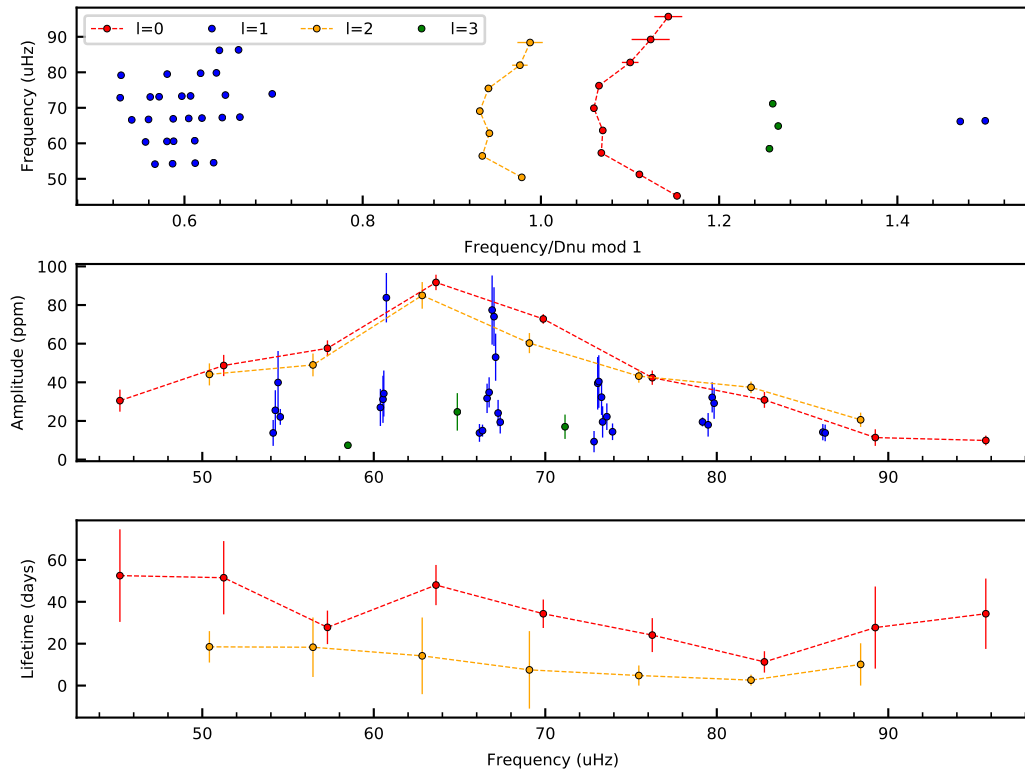 l=0 l=1 l=2 l=3
90
80
70
60
50
Frequency (uHz)
0.6 0.8 1.0 1.2 1.4
Frequency/Dnu mod 1
100
80
60
40
20
0
Amplitude (ppm)
50 60 70 80 90
60
40
20
0
Lifetime (days)
50 60 70 80 90
Frequency (uHz)